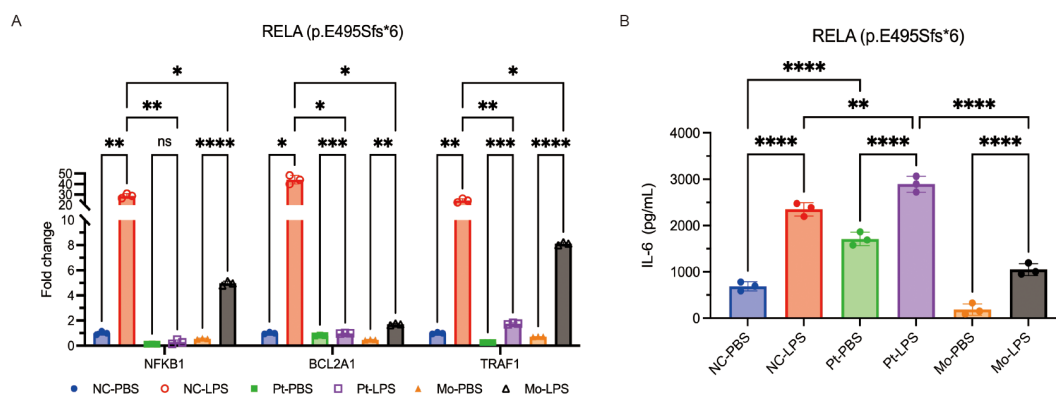 A
RELA (p.E495Sfs*6)
*
*
*
**
*
**
**
ns
****
*
***
**
**
***
****
Fold change
50
40
30
20
10
8
6
4
2
0
NFKB1
BCL2A1
TRAF1
NC-PBS
NC-LPS
Pt-PBS
Pt-LPS
Mo-PBS
Mo-LPS
B
RELA (p.E495Sfs*6)
****
**
****
****
****
****
IL-6 (pg/mL)
4000
3000
2000
1000
0
NC-PBS
NC-LPS
Pt-PBS
Pt-LPS
Mo-PBS
Mo-LPS